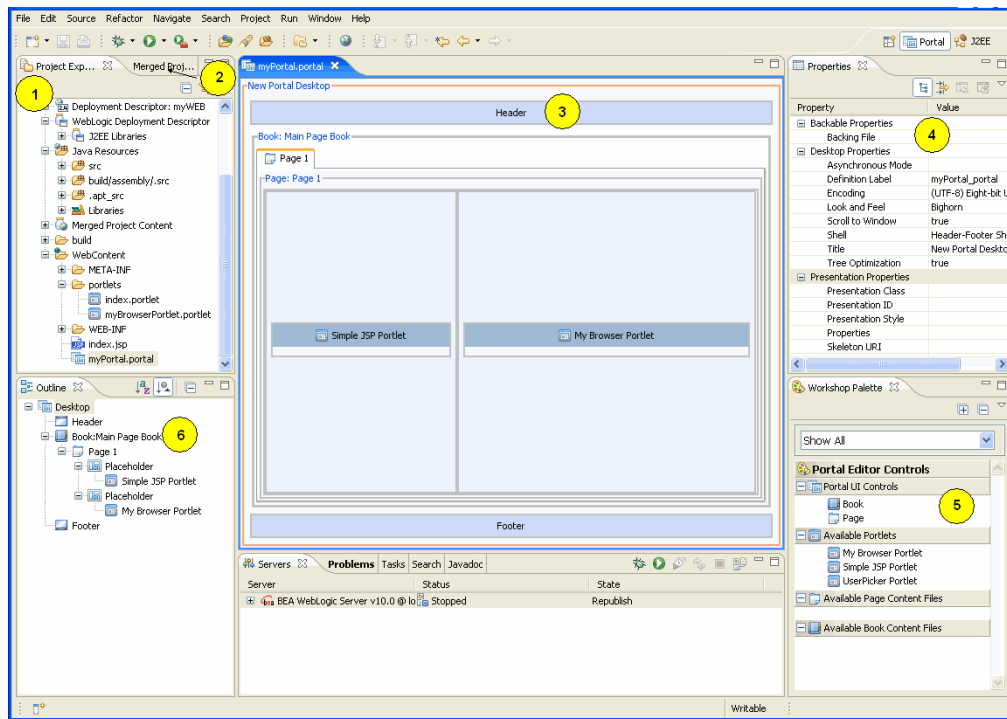 File Edit Source Refactor Navigate Search Project Run Window Help
Portal J2EE
Project Exp...
Merged Proj...
1
2
Deployment Descriptor: myWEB
WebLogic Deployment Descriptor
J2EE Libraries
Java Resources
src
build/assembly/.src
.apt_src
Libraries
Merged Project Content
build
WebContent
META-INF
portlets
index.portlet
myBrowserPortlet.portlet
WEB-INF
index.jsp
myPortal.portal
Outline
Desktop
Header
Book:Main Page Book
6
Page 1
Placeholder
Simple JSP Portlet
Placeholder
My Browser Portlet
Footer
myPortal.portal
New Portal Desktop
Header
3
Book: Main Page Book
Page 1
Page: Page 1
Simple JSP Portlet
My Browser Portlet
Footer
Servers Problems Tasks Search Javadoc
Server Status State
BEA WebLogic Server v10.0 @ lo Stopped Republish
Properties
Property Value
4
Backable Properties
Backing File
Desktop Properties
Asynchronous Mode
Definition Label myPortal_portal
Encoding (UTF-8) Eight-bit U
Look and Feel Bighorn
Scroll to Window true
Shell Header-Footer Sh
Title New Portal Deskto
Tree Optimization true
Presentation Properties
Presentation Class
Presentation ID
Presentation Style
Properties
Skeleton URI
Workshop Palette
Show All
Portal Editor Controls
Portal UI Controls
Book
5
Page
Available Portlets
My Browser Portlet
Simple JSP Portlet
UserPicker Portlet
Available Page Content Files
Available Book Content Files
Writable